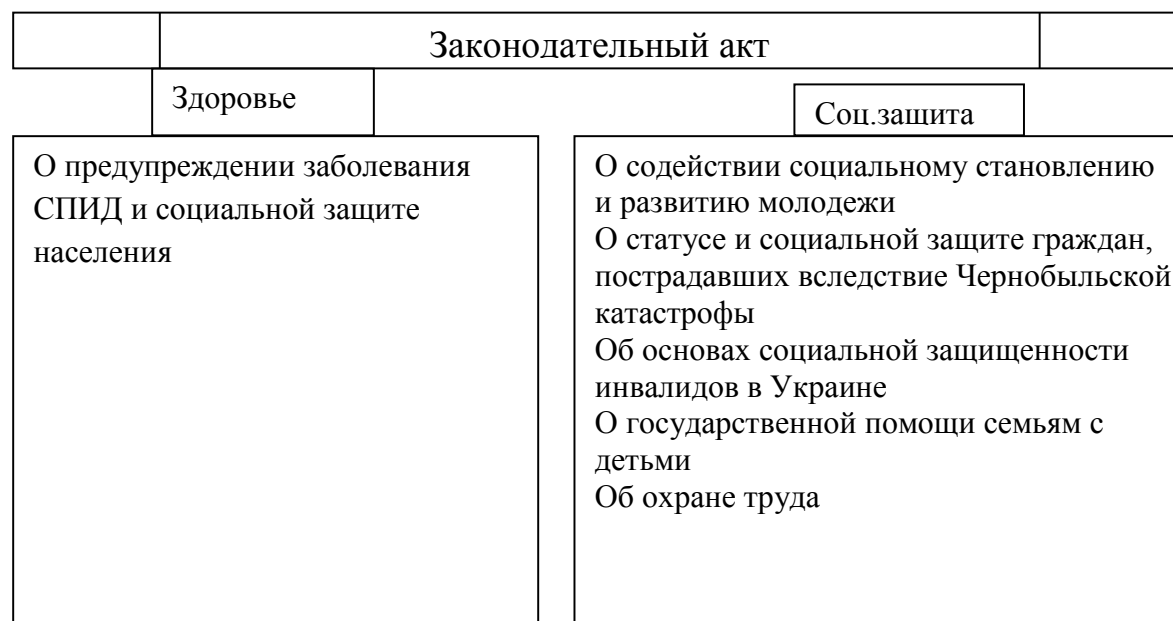 Законодательный акт
Здоровье
Соц.защита
О предупреждении заболевания
СПИД и социальной защите
населения
О содействии социальному становлению
и развитию молодежи
О статусе и социальной защите граждан,
пострадавших вследствие Чернобыльской
катастрофы
Об основах социальной защищенности
инвалидов в Украине
О государственной помощи семьям с
детьми
Об охране труда